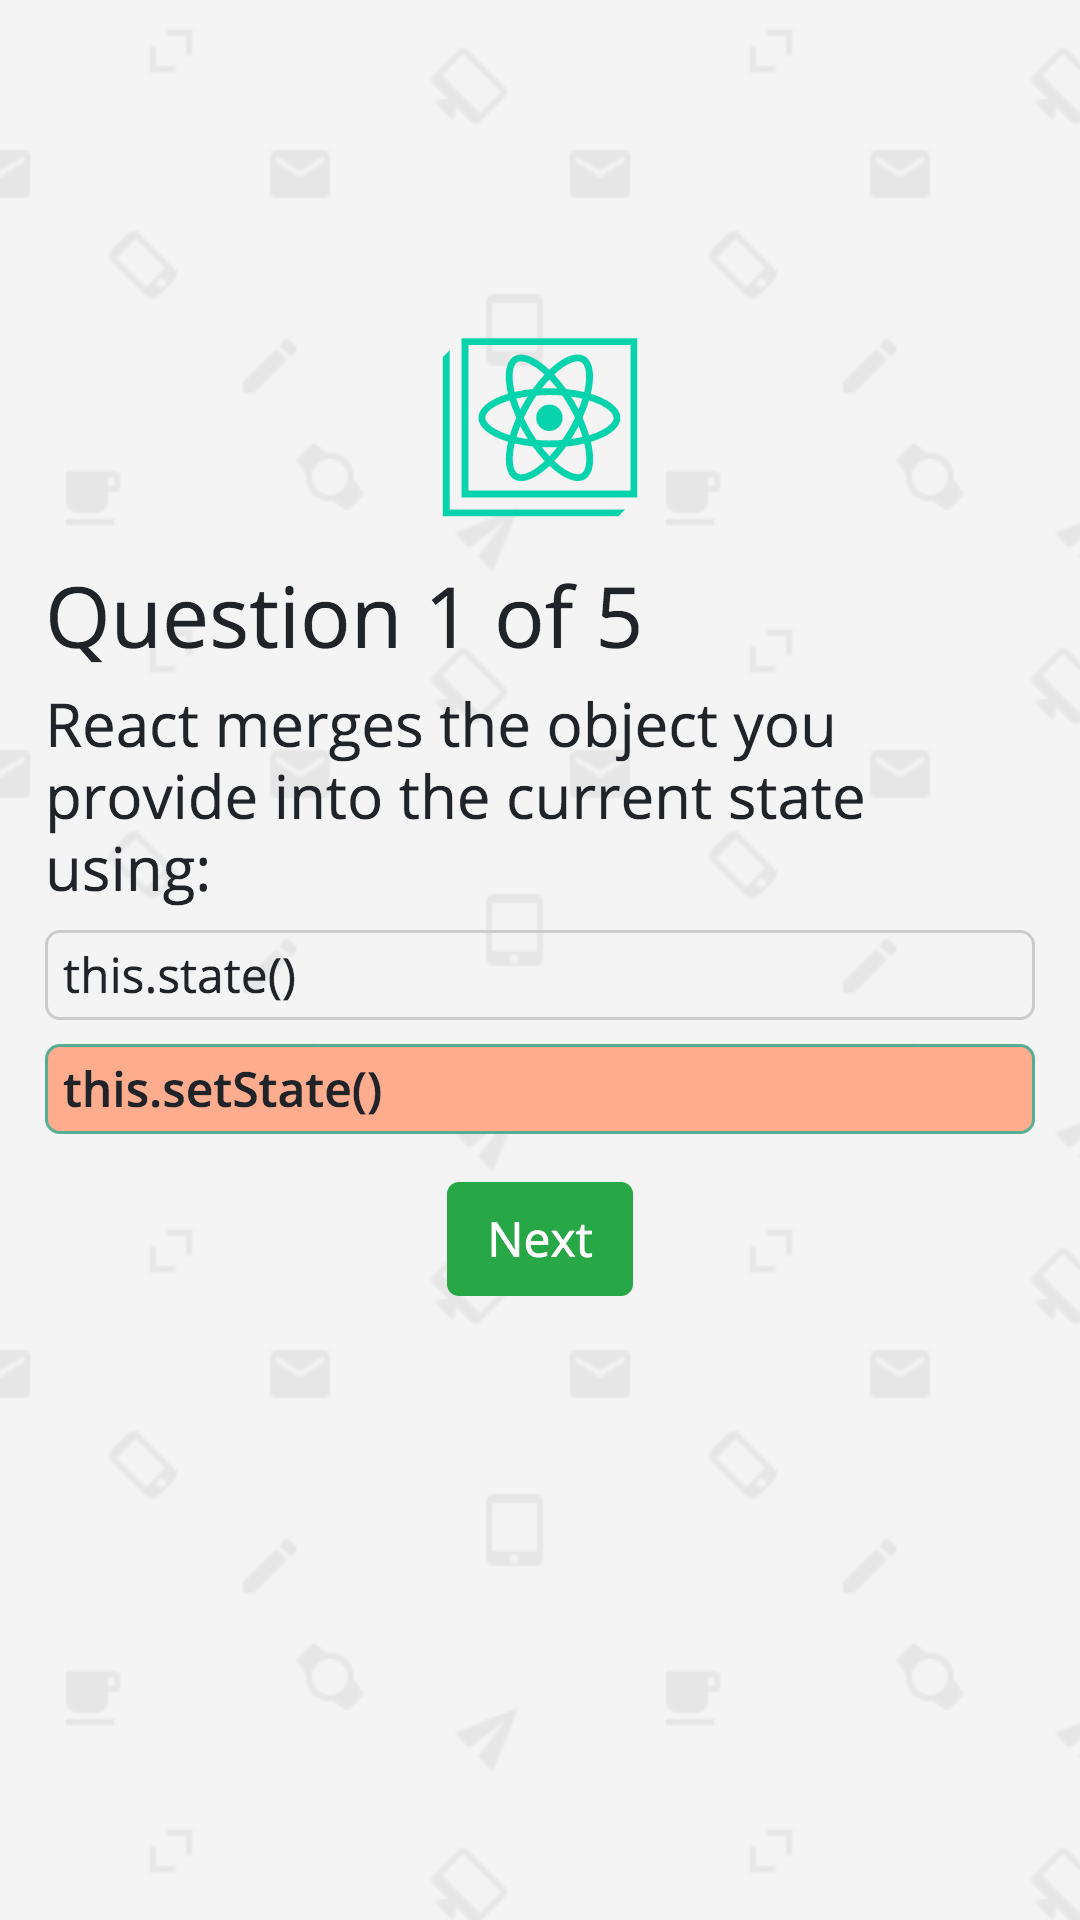 Question 1 of 5
React merges the object you
provide into the current state
using:
this.state()
this.setState()
Next